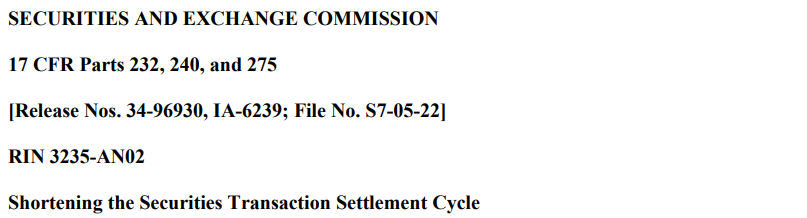 SECURITIES AND EXCHANGE COMMISSION
17 CFR Parts 232, 240, and 275
[Release Nos. 34-96930, IA-6239; File No. S7-05-22]
RIN 3235-AN02
Shortening the Securities Transaction Settlement Cycle